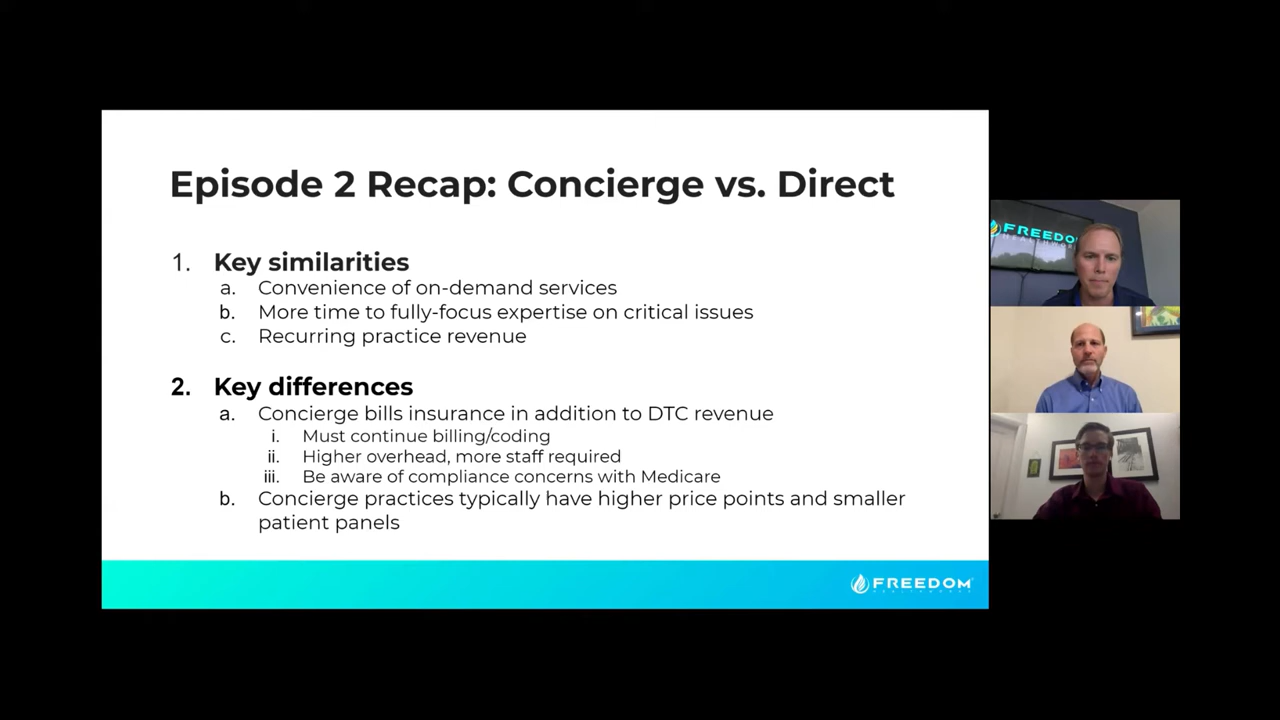 Episode 2 Recap: Concierge vs. Direct
1. Key similarities
a. Convenience of on-demand services
b. More time to fully-focus expertise on critical issues
c. Recurring practice revenue
2. Key differences
a. Concierge bills insurance in addition to DTC revenue
i. Must continue billing/coding
ii. Higher overhead, more staff required
iii. Be aware of compliance concerns with Medicare
b. Concierge practices typically have higher price points and smaller
patient panels
FREEDOM
HEALTHWORKS
FREEDO